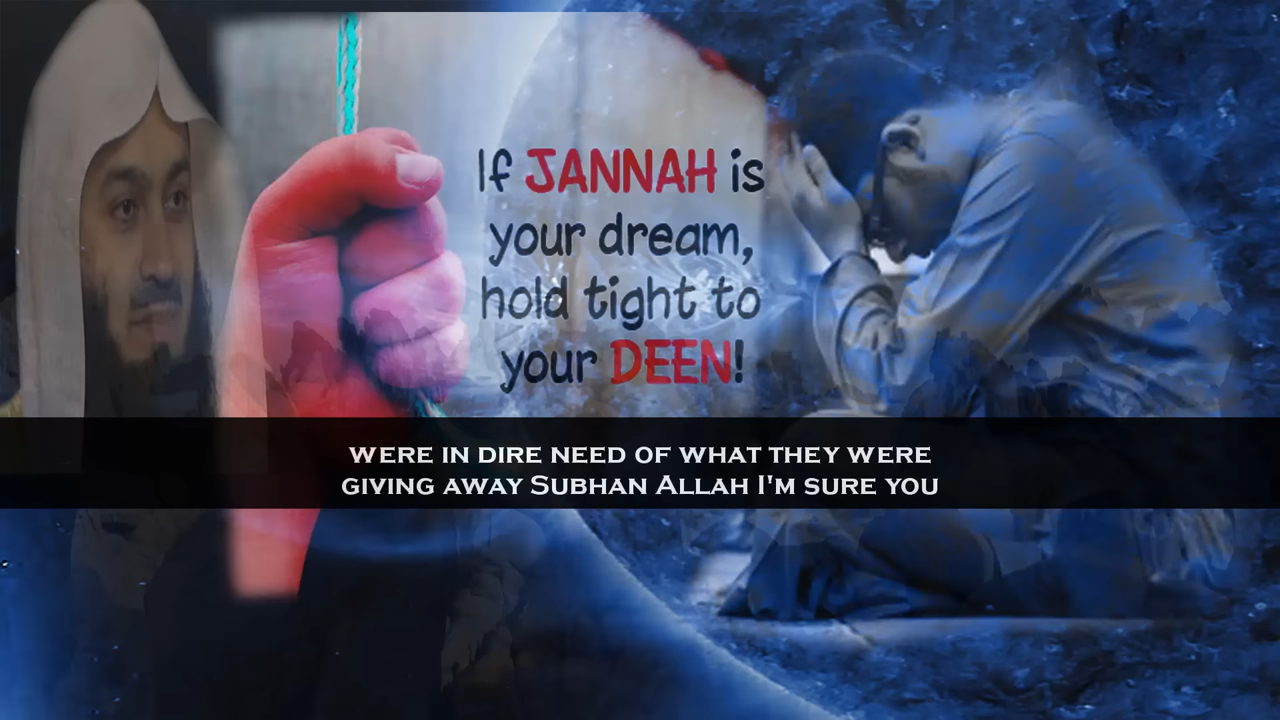 If JANNAH is
your dream,
hold tight to
your DEEN!
WERE IN DIRE NEED OF WHAT THEY WERE
GIVING AWAY SUBHAN ALLAH I'M SURE YOU